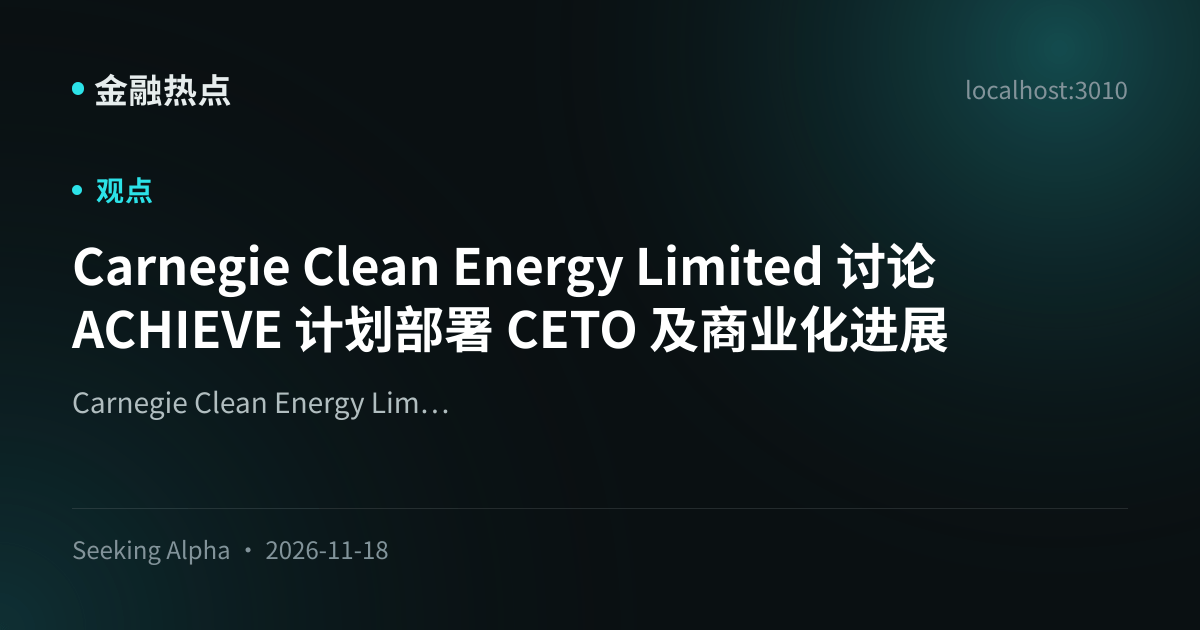 金融热点
localhost:3010
观点
Carnegie Clean Energy Limited 讨论
ACHIEVE 计划部署 CETO 及商业化进展
Carnegie Clean Energy Lim…
Seeking Alpha · 2026-11-18